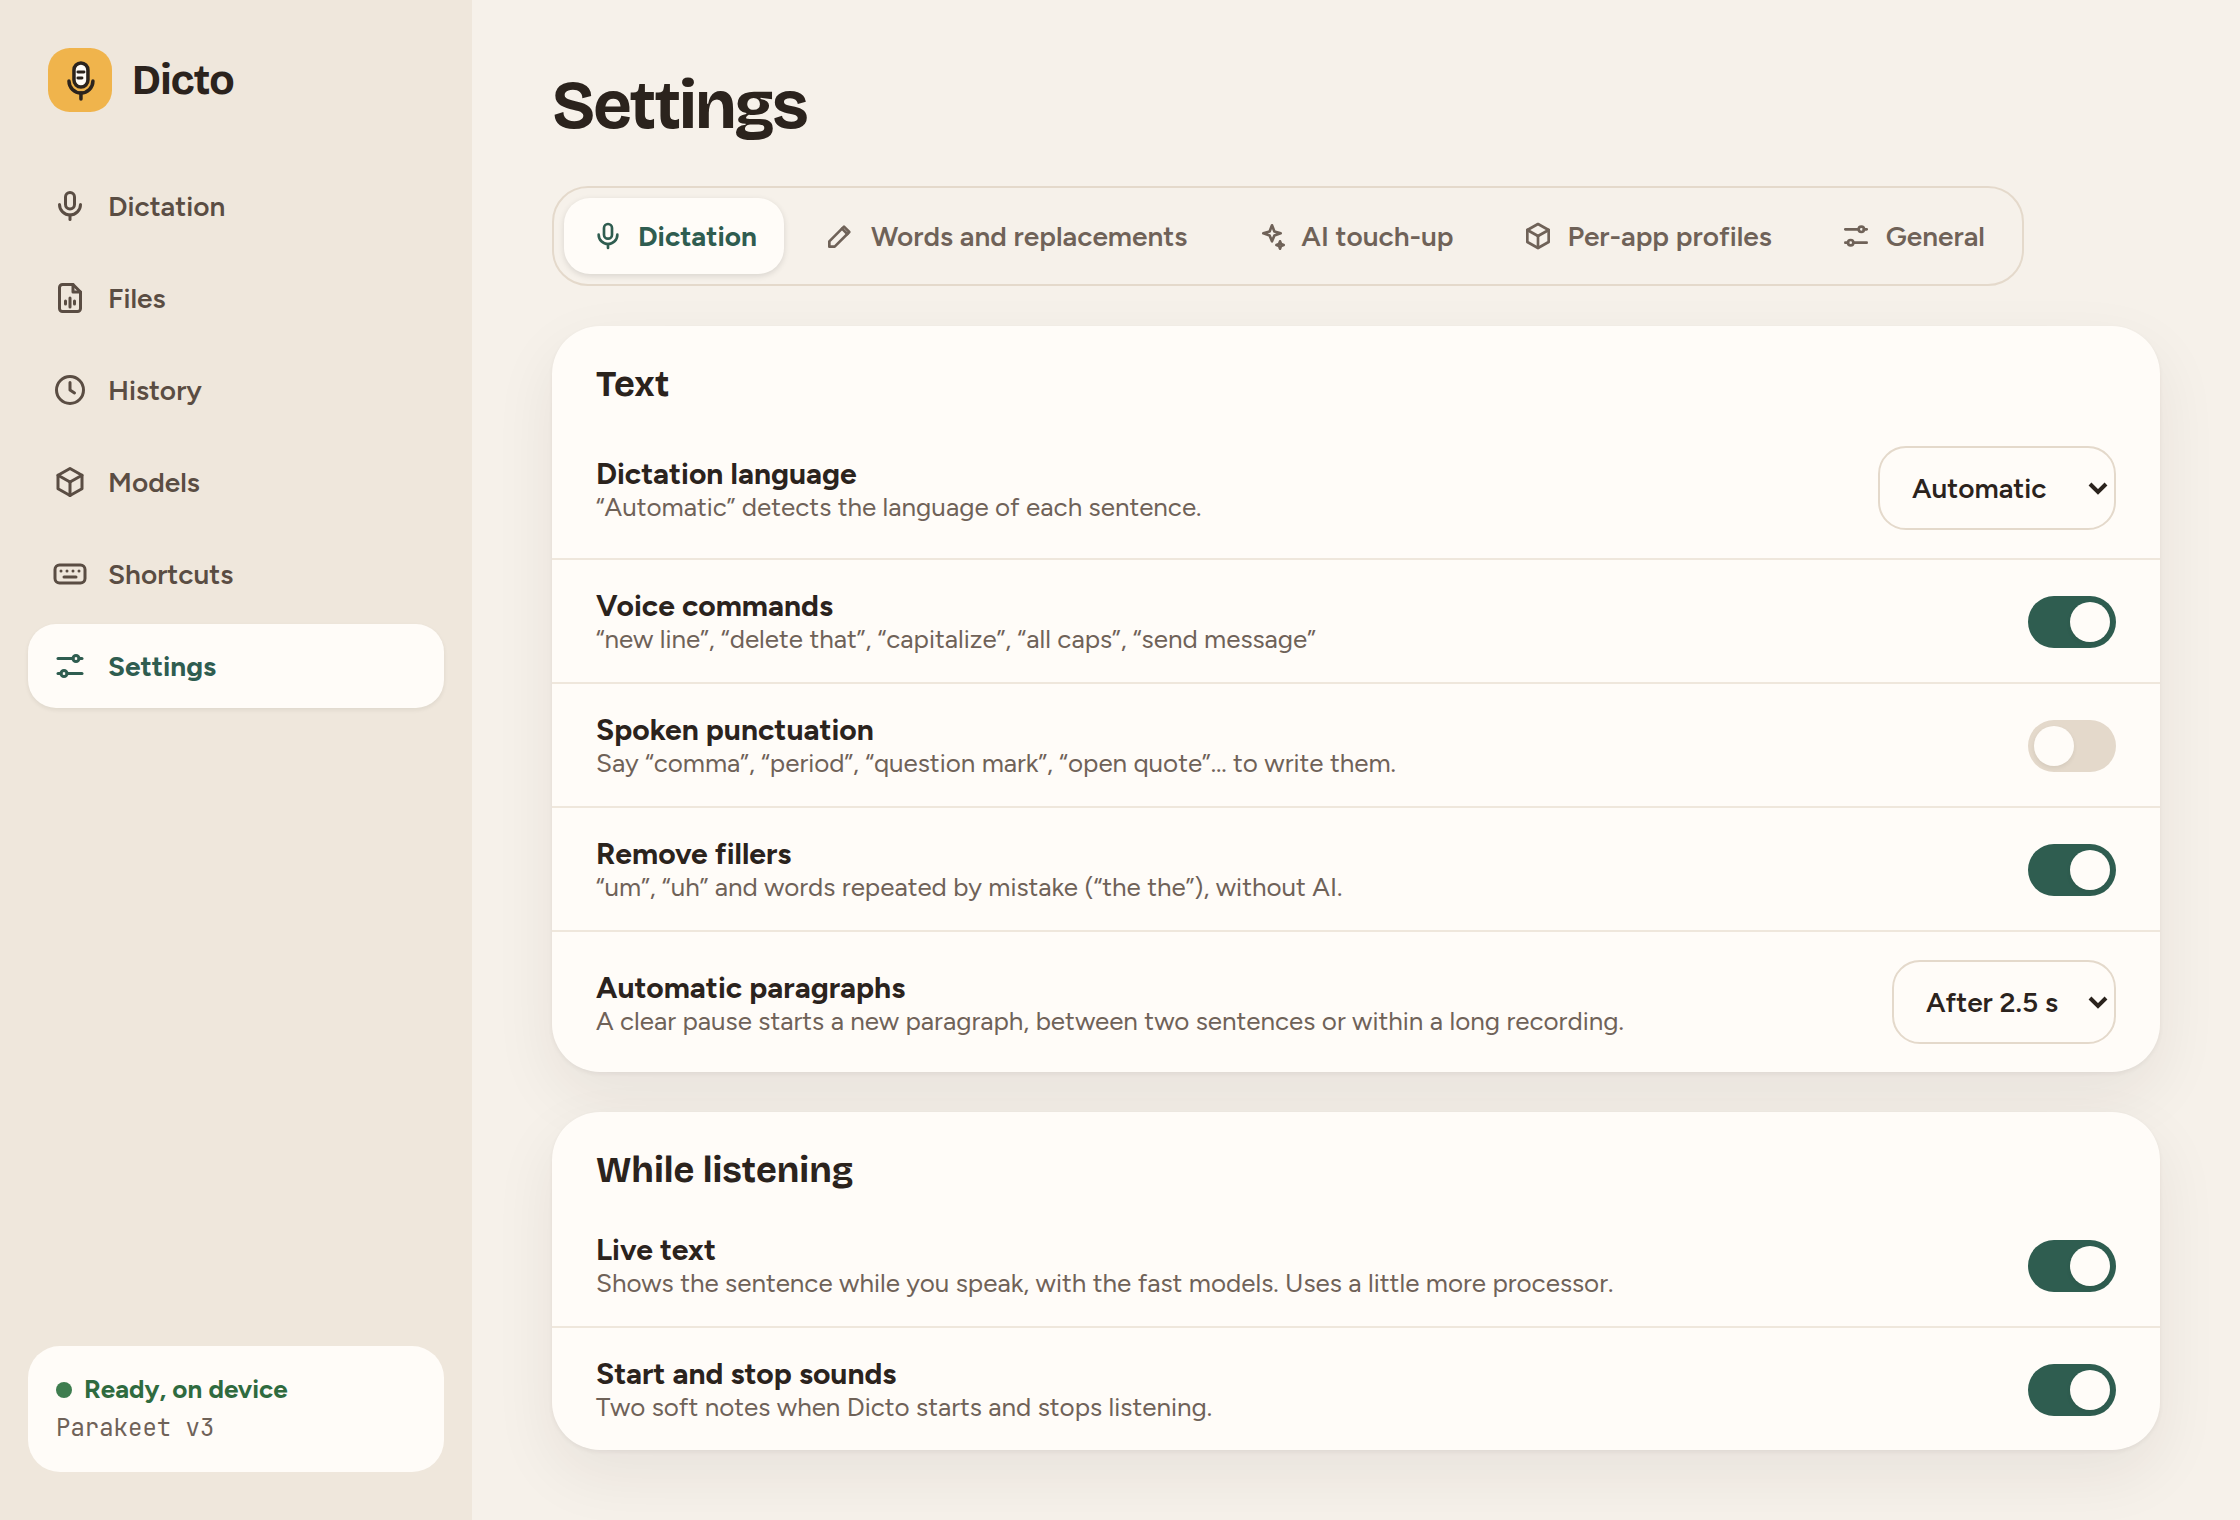 Dicto
Dictation
Files
History
Models
Shortcuts
Settings
Ready, on device
Parakeet v3
Settings
Dictation
Words and replacements
AI touch-up
Per-app profiles
General
Text
Dictation language
“Automatic” detects the language of each sentence.
Automatic
Voice commands
“new line”, “delete that”, “capitalize”, “all caps”, “send message”
Spoken punctuation
Say “comma”, “period”, “question mark”, “open quote”… to write them.
Remove fillers
“um”, “uh” and words repeated by mistake (“the the”), without AI.
Automatic paragraphs
A clear pause starts a new paragraph, between two sentences or within a long recording.
After 2.5 s
While listening
Live text
Shows the sentence while you speak, with the fast models. Uses a little more processor.
Start and stop sounds
Two soft notes when Dicto starts and stops listening.